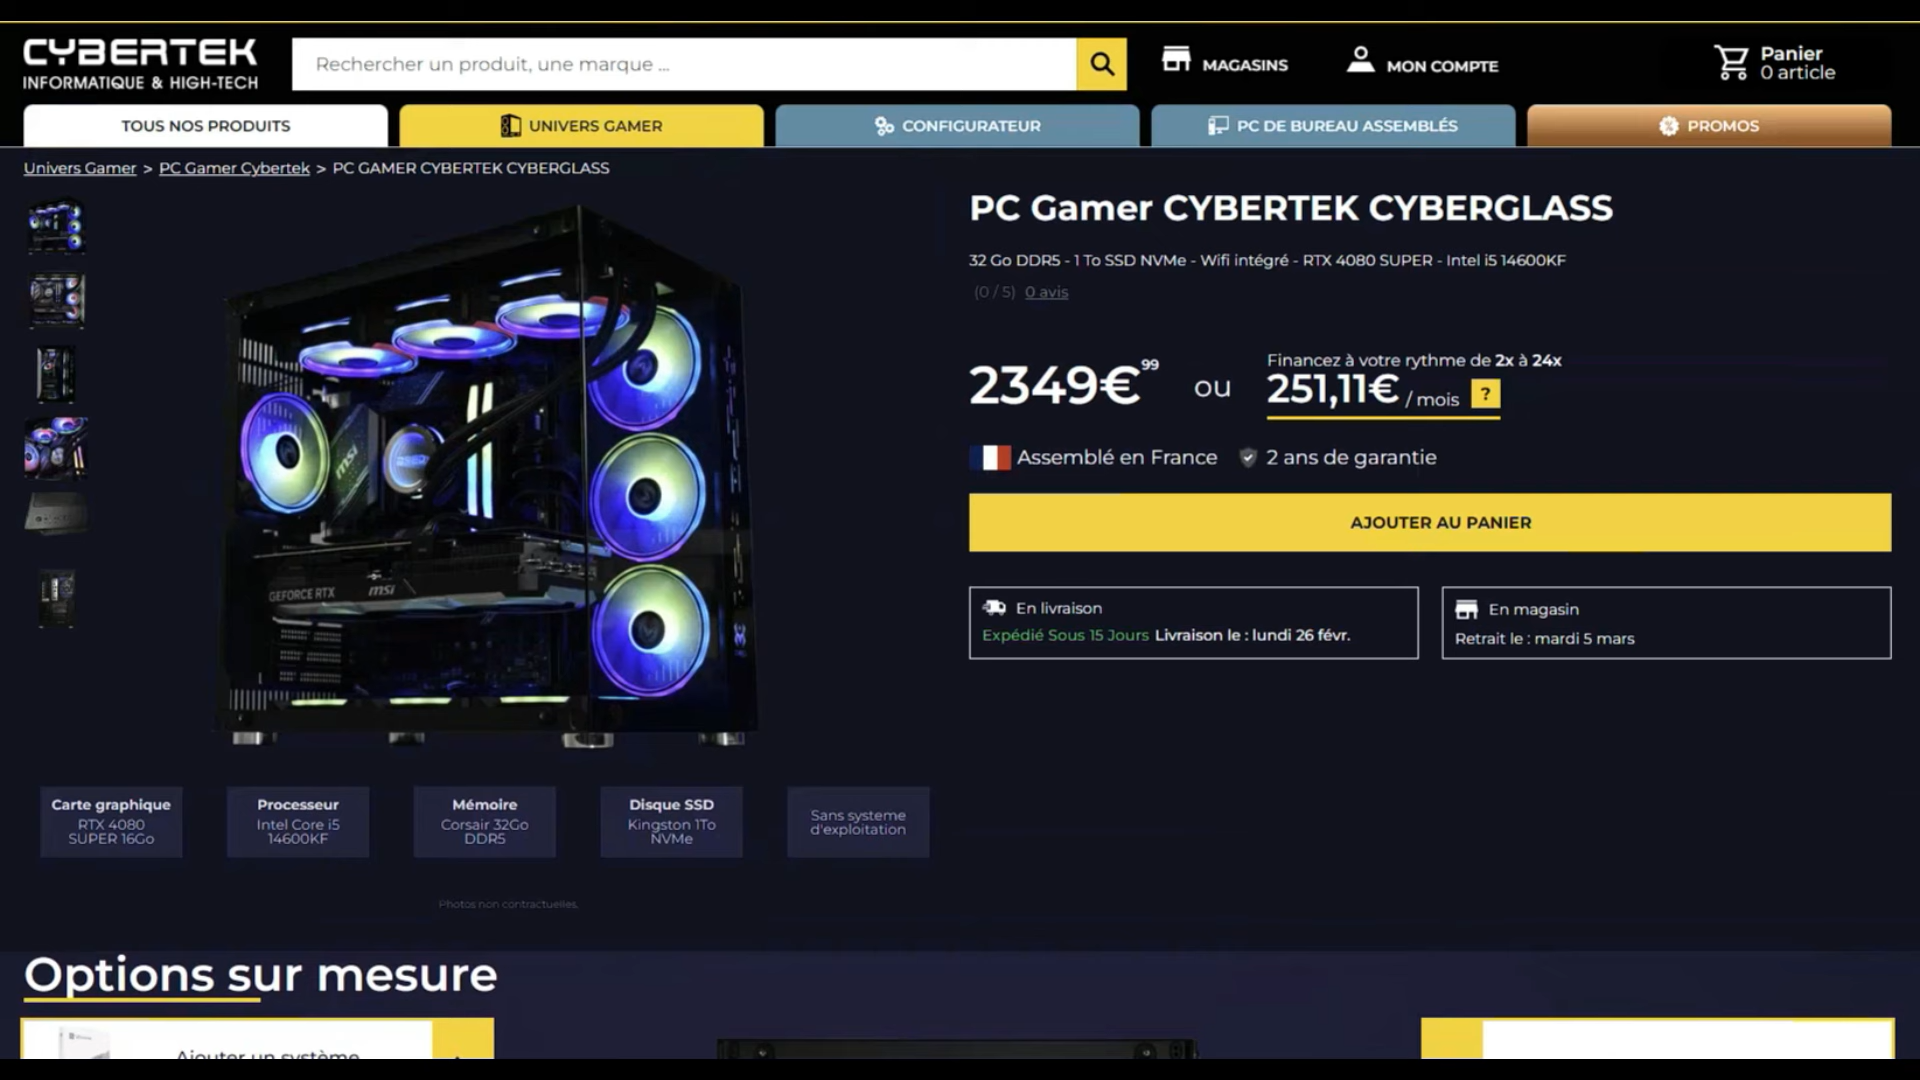 CYBERTEK
INFORMATIQUE & HIGH-TECH
Rechercher un produit, une marque ...
MAGASINS
MON COMPTE
Panier
0 article
TOUS NOS PRODUITS
UNIVERS GAMER
CONFIGURATEUR
PC DE BUREAU ASSEMBLÉS
PROMOS
Univers Gamer > PC Gamer Cybertek > PC GAMER CYBERTEK CYBERGLASS
PC Gamer CYBERTEK CYBERGLASS
32 Go DDR5 - 1 To SSD NVMe - Wifi intégré - RTX 4080 SUPER - Intel i5 14600KF
(0 / 5) 0 avis
2349€99
ou
Financez à votre rythme de 2x à 24x
251,11€ / mois ?
Assemblé en France
2 ans de garantie
AJOUTER AU PANIER
En livraison
Expédié Sous 15 Jours Livraison le : lundi 26 févr.
En magasin
Retrait le : mardi 5 mars
msi
GEFORCE RTX
msi
Carte graphique
RTX 4080
SUPER 16Go
Processeur
Intel Core i5
14600KF
Mémoire
Corsair 32Go
DDR5
Disque SSD
Kingston 1To
NVMe
Sans systeme
d'exploitation
Photos non contractuelles.
Options sur mesure
Ajouter un système